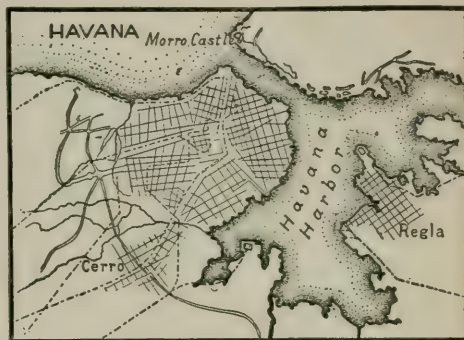 HAVANA
Morro Castle
Havana
Harbor
Regla
Cerro